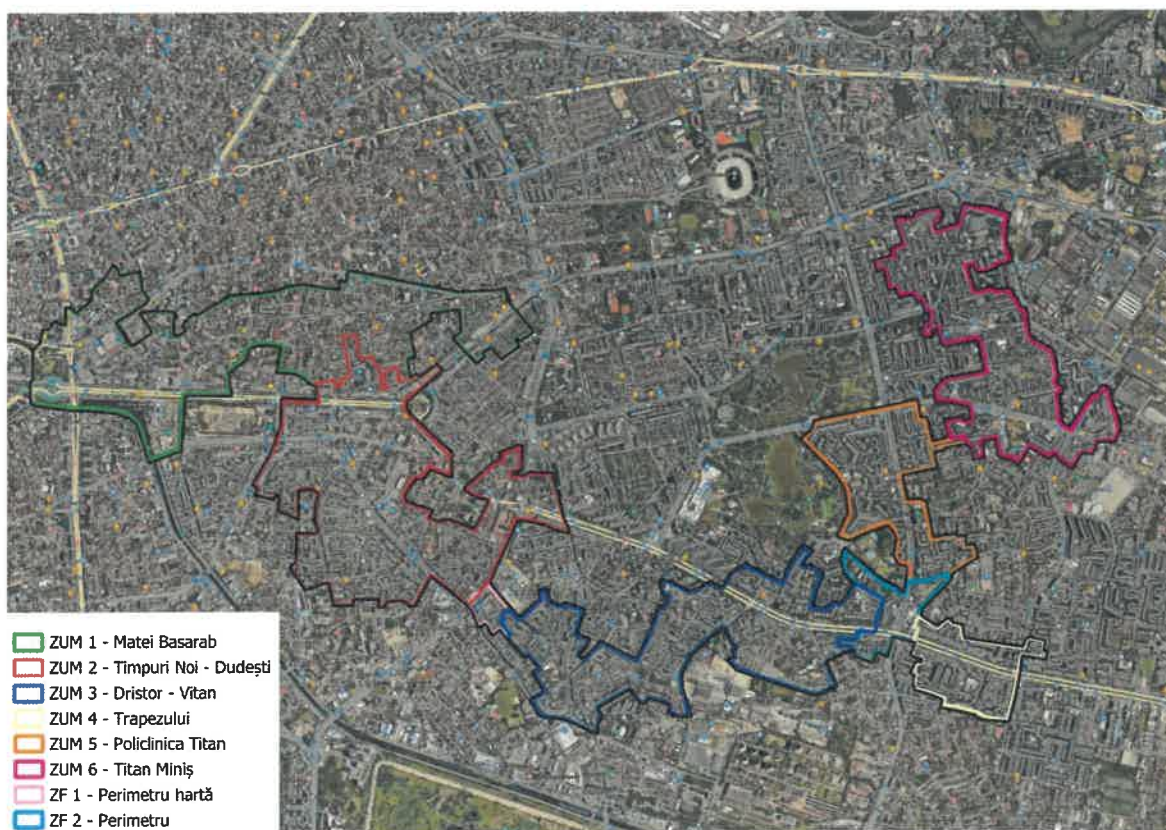 ZUM 1 - Matei Basarab
ZUM 2 - Timpuri Noi - Dudești
ZUM 3 - Dristor - Vitan
ZUM 4 - Trapezului
ZUM 5 - Policlinica Titan
ZUM 6 - Titan Miniș
ZF 1 - Perimetru hartă
ZF 2 - Perimetru